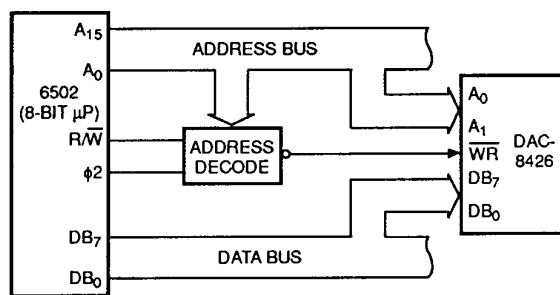 A15
ADDRESS BUS
A0
6502
(8-BIT µP)
A0
A1
R/W̅
ADDRESS
DECODE
W̅R̅
DAC-
8426
φ2
DB7
DB0
DB7
DATA BUS
DB0